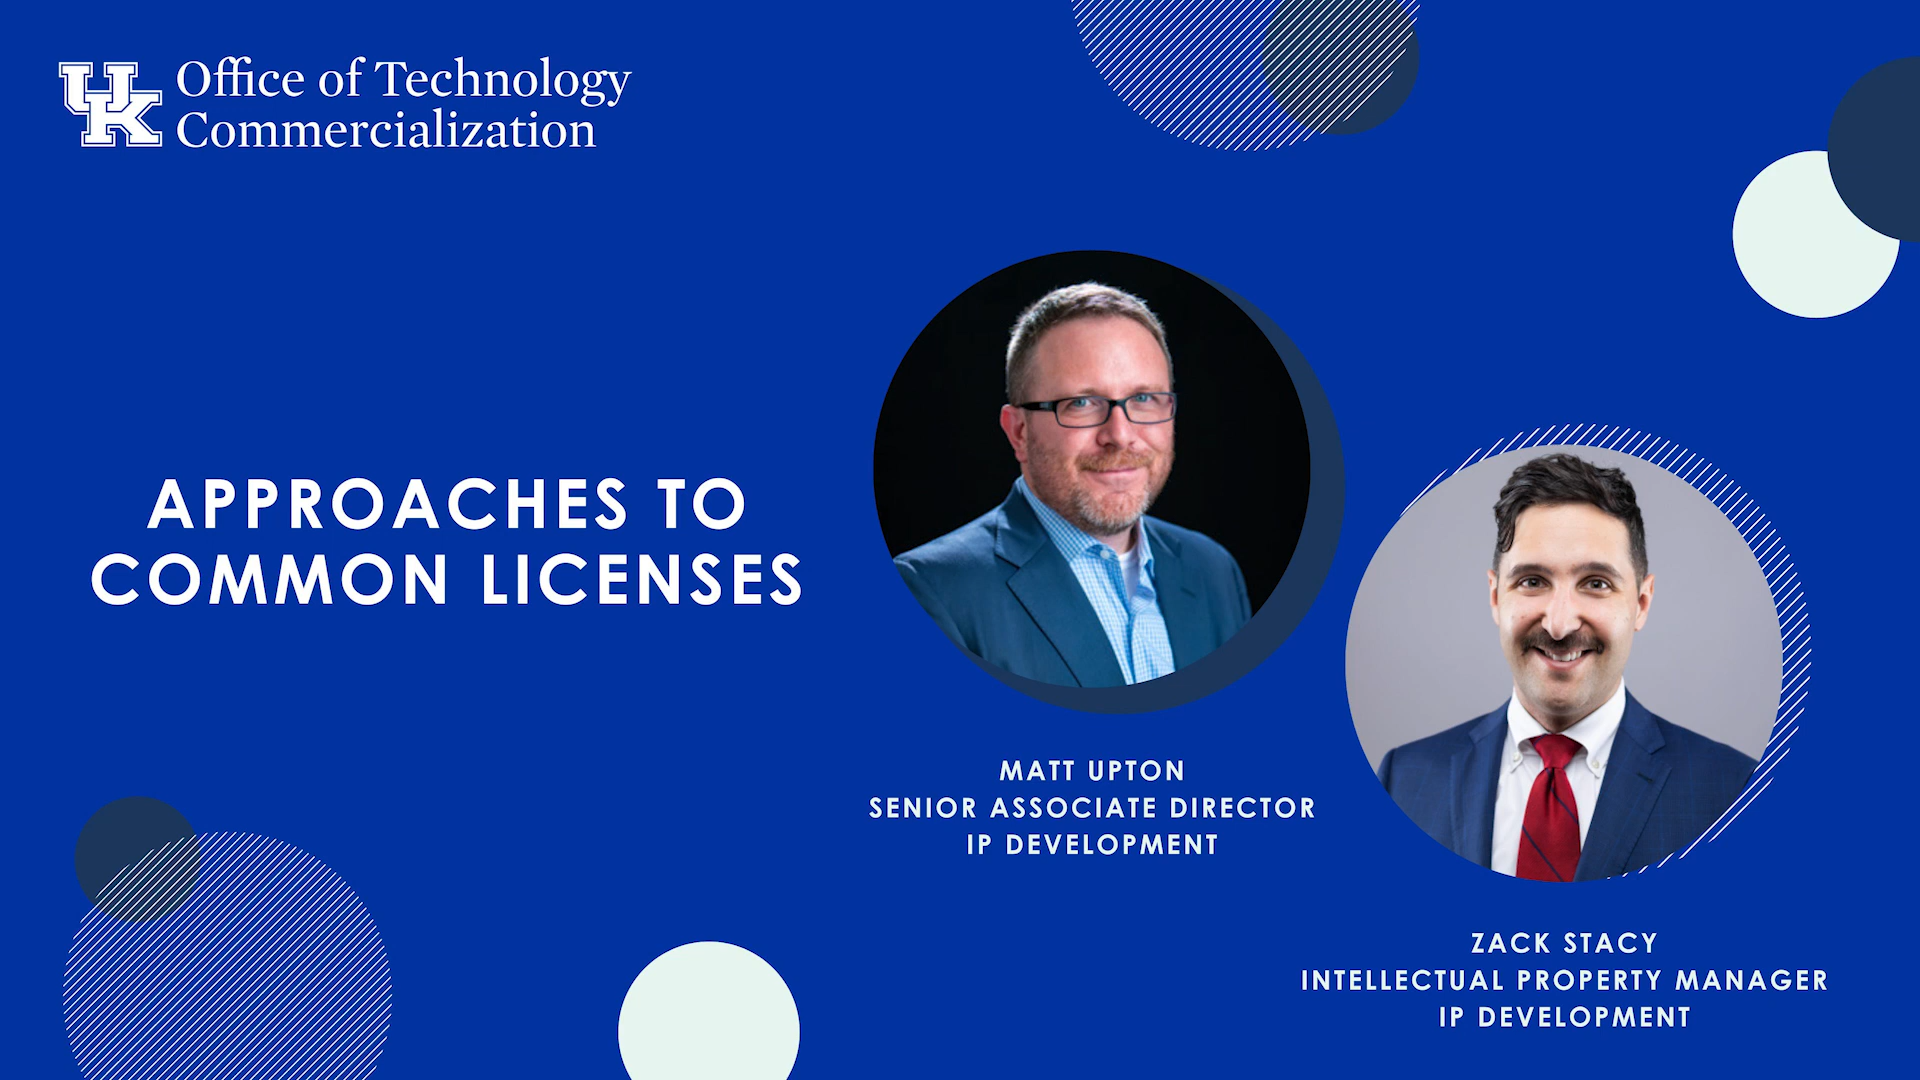 UK
Office of Technology
Commercialization
APPROACHES TO
COMMON LICENSES
MATT UPTON
SENIOR ASSOCIATE DIRECTOR
IP DEVELOPMENT
ZACK STACY
INTELLECTUAL PROPERTY MANAGER
IP DEVELOPMENT